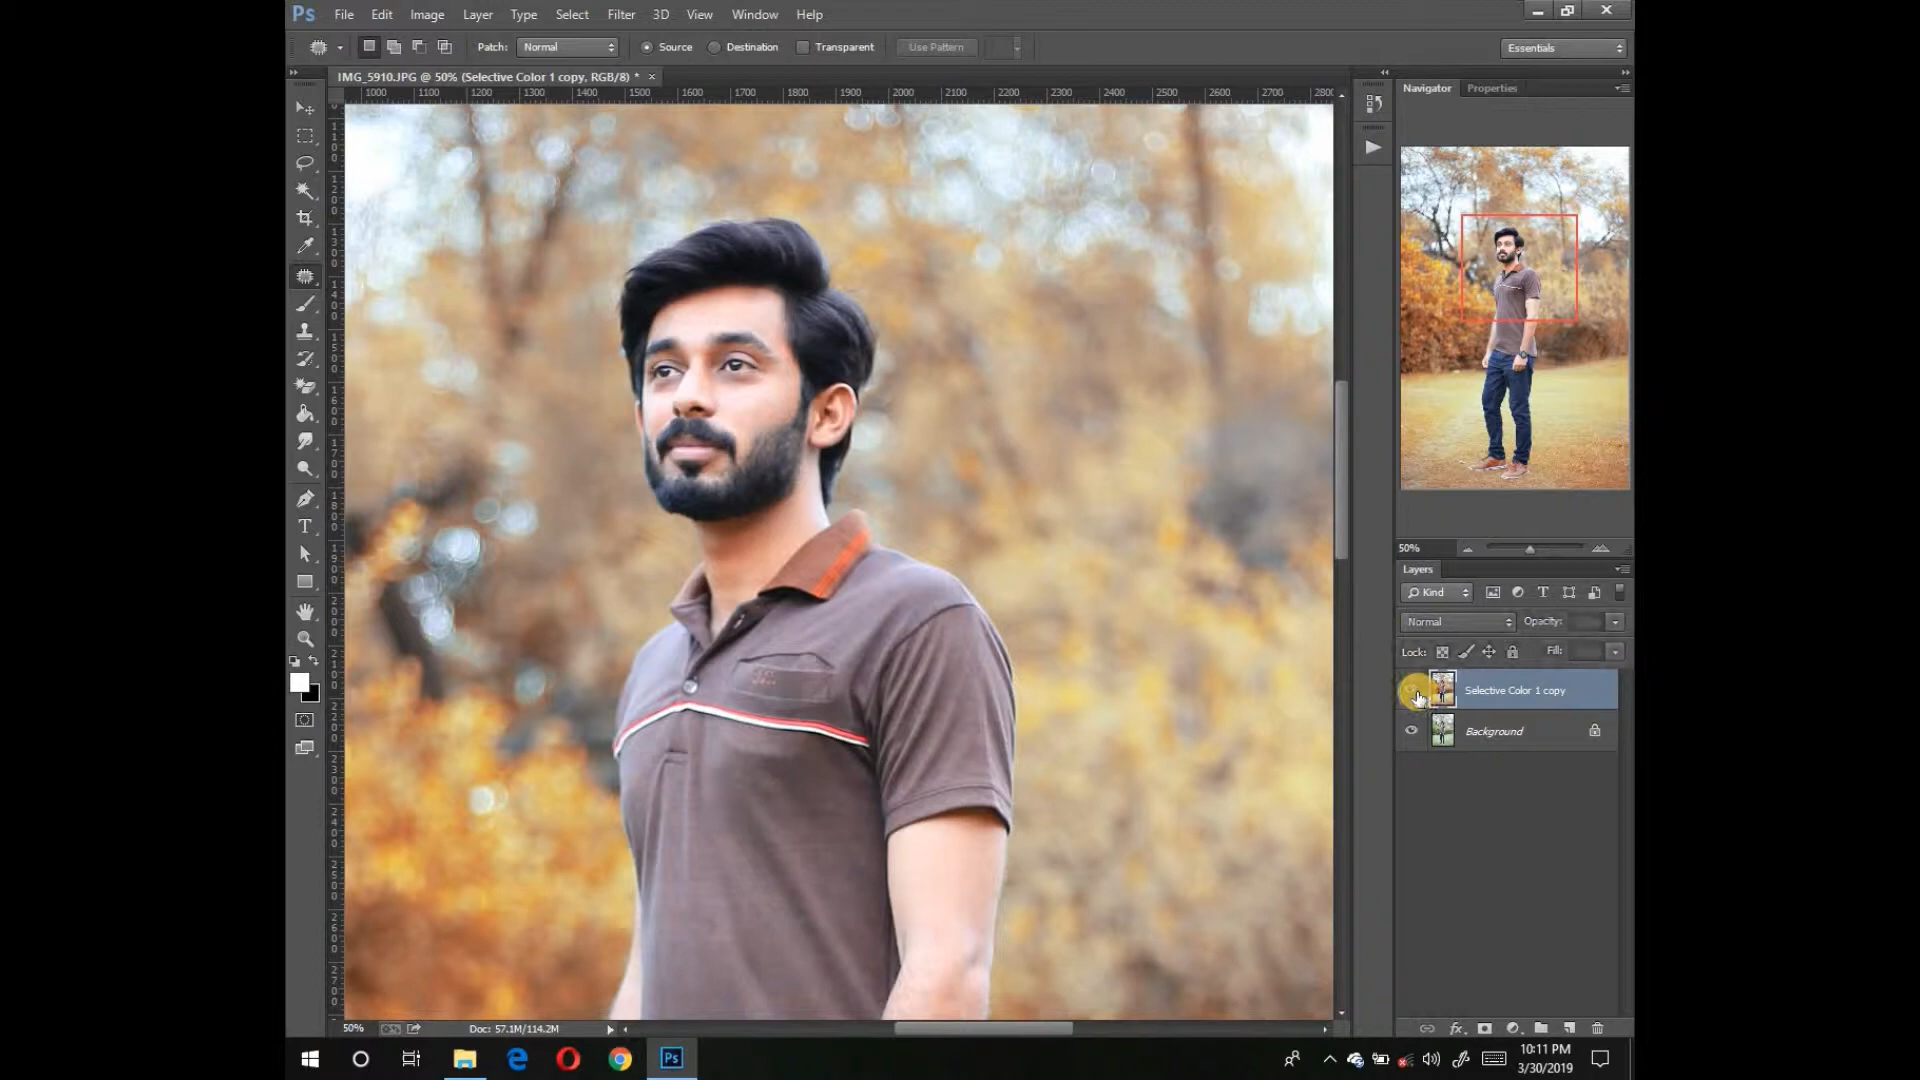 Ps File Edit Image Layer Type Select Filter 3D View Window Help
Patch: Normal Source Destination Transparent Use Pattern Essentials
IMG_5910.JPG @ 50% (Selective Color 1 copy, RGB/8) * ×
1000 1100 1200 1300 1400 1500 1600 1700 1800 1900 2000 2100 2200 2300 2400 2500 2600 2700 2800
Navigator Properties
50%
Layers
Kind
Normal Opacity:
Lock: Fill:
Selective Color 1 copy
Background
50% Doc: 57.1M/114.2M
Ps
10:11 PM
3/30/2019